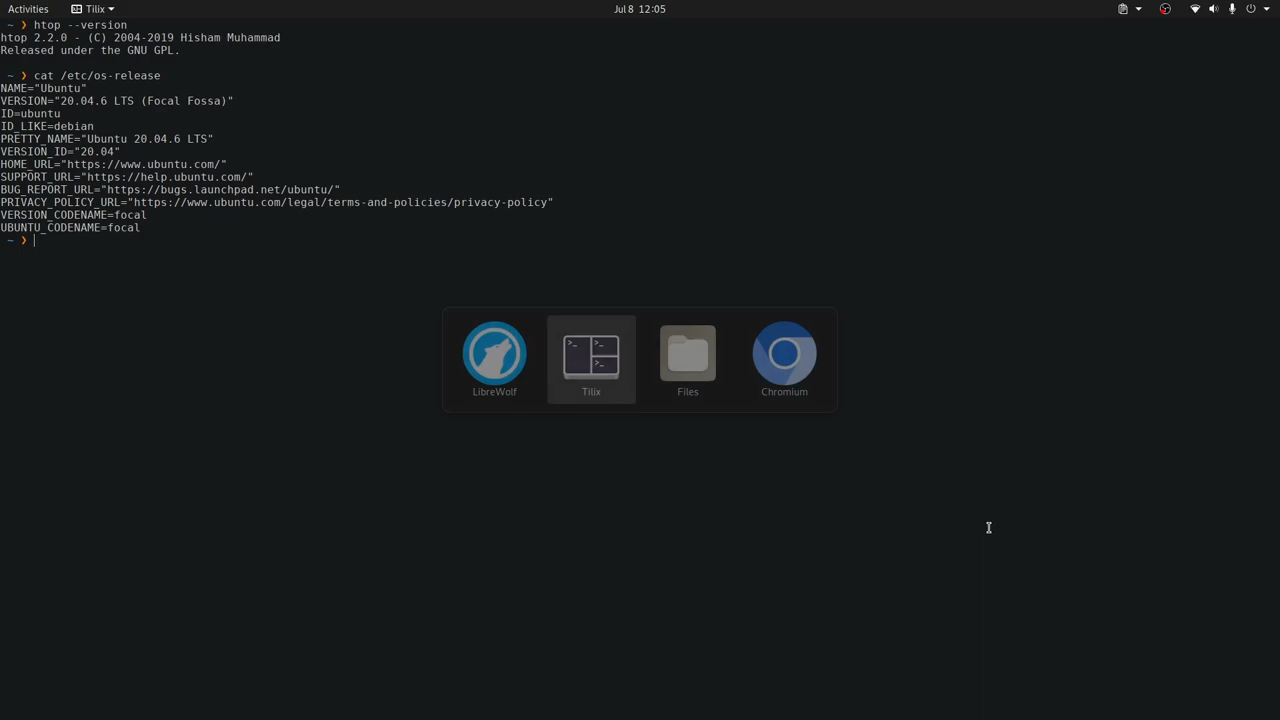 Activities
Tilix
Jul 8 12:05
~ ❯ htop --version
htop 2.2.0 - (C) 2004-2019 Hisham Muhammad
Released under the GNU GPL.
~ ❯ cat /etc/os-release
NAME="Ubuntu"
VERSION="20.04.6 LTS (Focal Fossa)"
ID=ubuntu
ID_LIKE=debian
PRETTY_NAME="Ubuntu 20.04.6 LTS"
VERSION_ID="20.04"
HOME_URL="https://www.ubuntu.com/"
SUPPORT_URL="https://help.ubuntu.com/"
BUG_REPORT_URL="https://bugs.launchpad.net/ubuntu/"
PRIVACY_POLICY_URL="https://www.ubuntu.com/legal/terms-and-policies/privacy-policy"
VERSION_CODENAME=focal
UBUNTU_CODENAME=focal
~ ❯
LibreWolf
Tilix
Files
Chromium